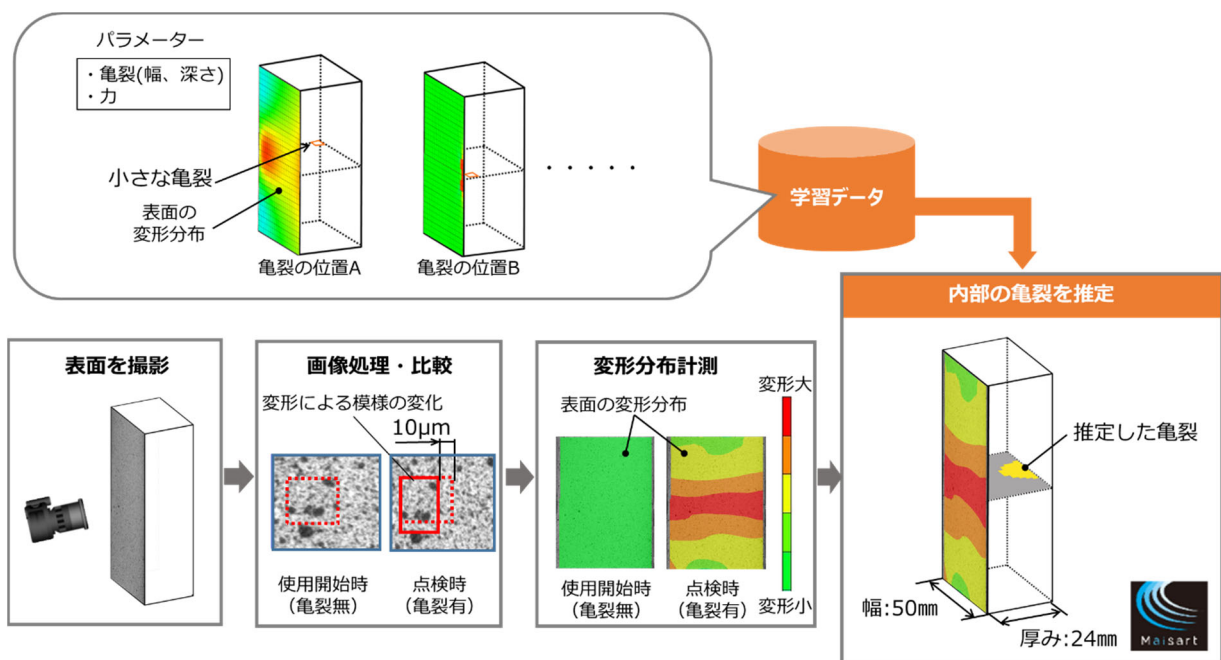 パラメーター
・亀裂(幅、深さ)
・力
小さな亀裂
表面の
変形分布
亀裂の位置A
亀裂の位置B
・・・・・
学習データ
内部の亀裂を推定
推定した亀裂
幅:50㎜
厚み:24㎜
Maisart
表面を撮影
画像処理・比較
変形による模様の変化
10μm
使用開始時
(亀裂無)
点検時
(亀裂有)
変形分布計測
表面の変形分布
変形大
変形小
使用開始時
(亀裂無)
点検時
(亀裂有)